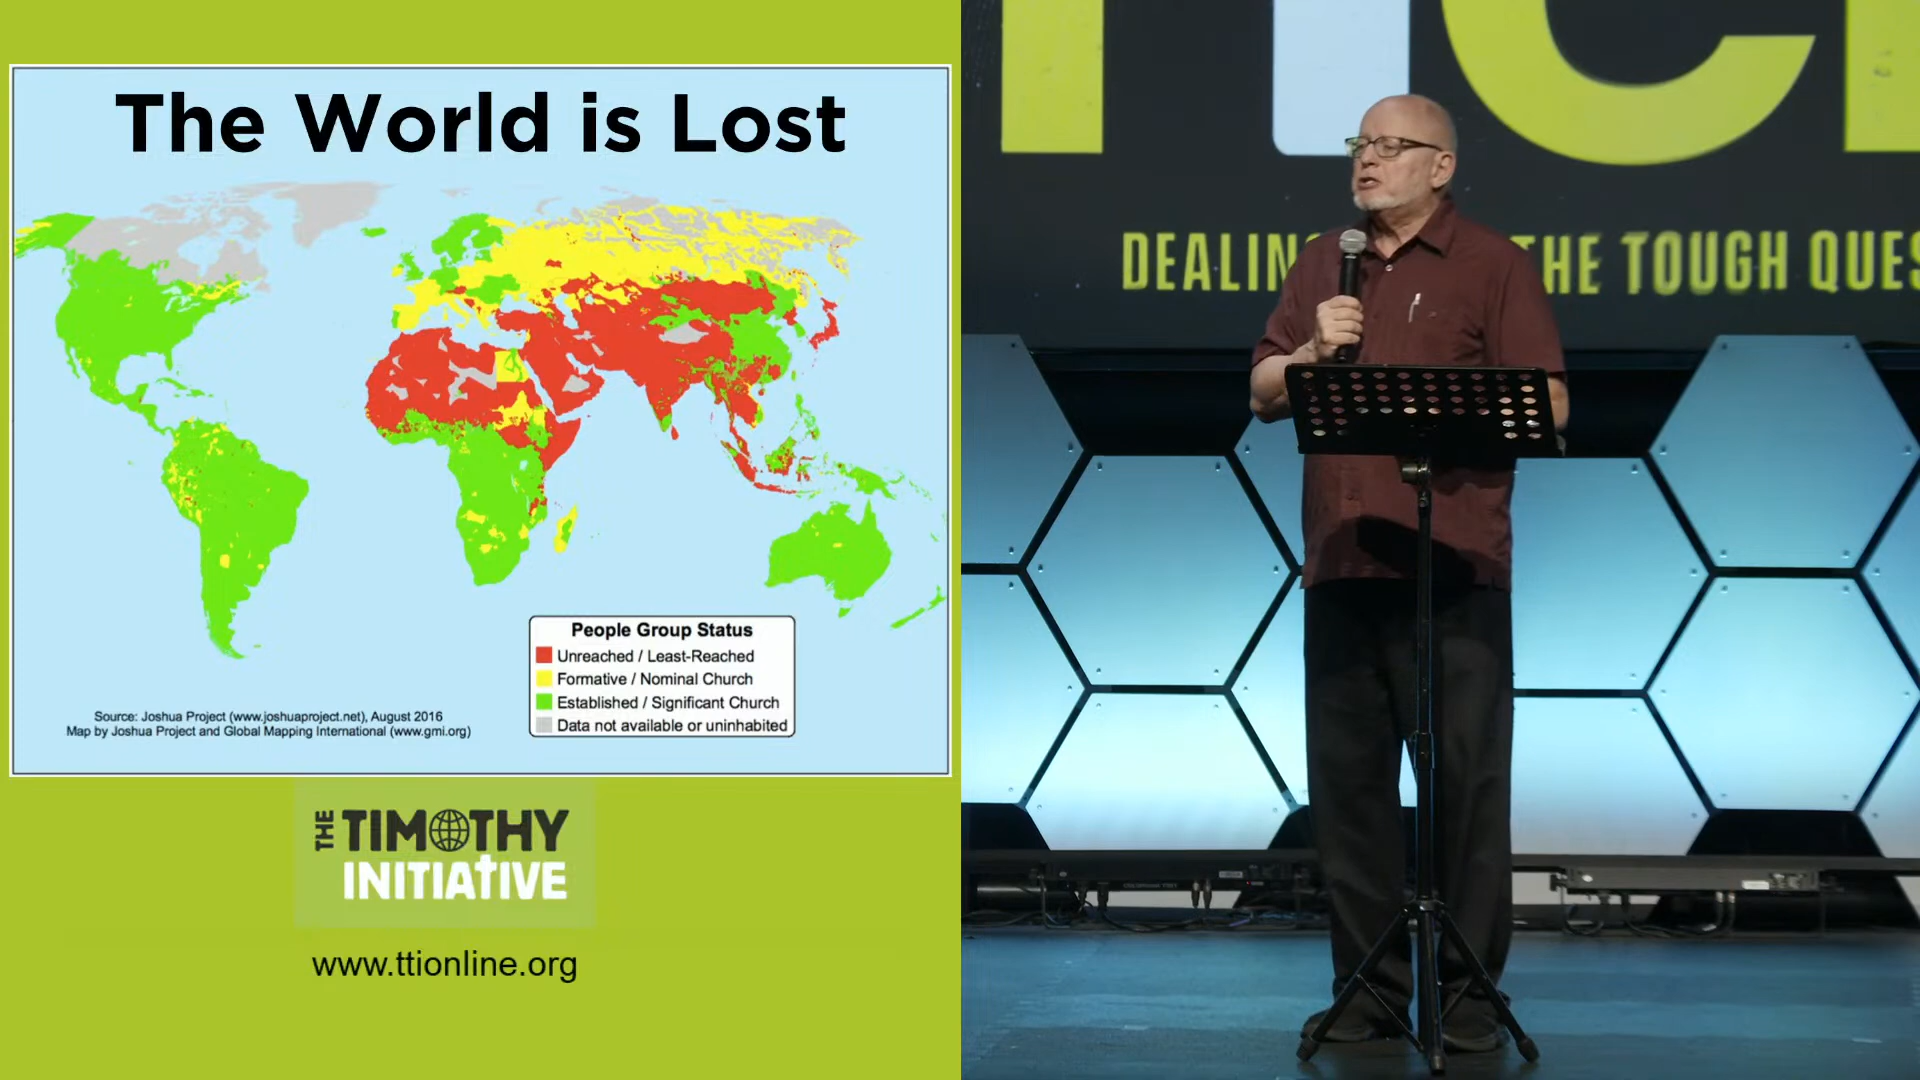 The World is Lost
People Group Status
Unreached / Least-Reached
Formative / Nominal Church
Established / Significant Church
Data not available or uninhabited
Source: Joshua Project (www.joshuaproject.net), August 2016
Map by Joshua Project and Global Mapping International (www.gmi.org)
THE TIMOTHY
INITIATIVE
www.ttionline.org
DEALIN THE TOUGH QUES